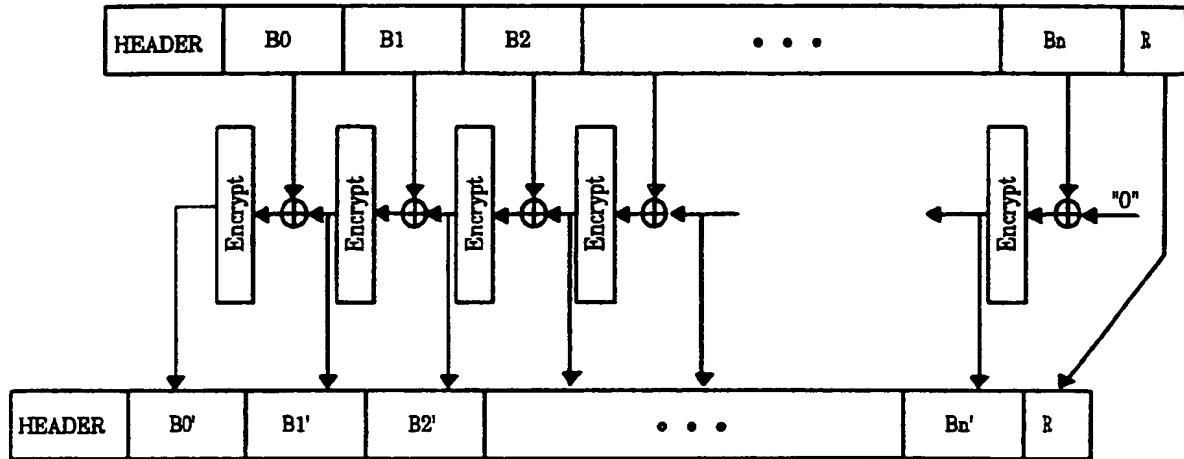 HEADER B0 B1 B2 • • • Bn R
Encrypt Encrypt Encrypt Encrypt Encrypt "0"
HEADER B0' B1' B2' • • • Bn' R